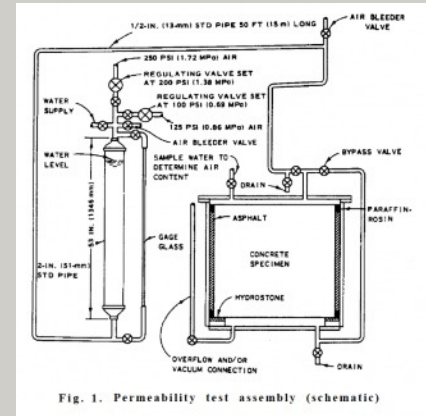 1/2-IN. (13-mm) STD PIPE 50 FT (15 m) LONG
AIR BLEEDER
VALVE
250 PSI (1.72 MPa) AIR
REGULATING VALVE SET
AT 200 PSI (1.38 MPa)
REGULATING VALVE SET
AT 100 PSI (0.69 MPa)
WATER
SUPPLY
125 PSI (0.86 MPa) AIR
AIR BLEEDER VALVE
BYPASS VALVE
SAMPLE WATER TO
DETERMINE AIR
CONTENT
DRAIN
WATER
LEVEL
PARAFFIN-
ROSIN
ASPHALT
53 IN. (1346-mm)
GAGE
GLASS
CONCRETE
SPECIMEN
2-IN. (51-mm)
STD PIPE
HYDROSTONE
OVERFLOW AND/OR
VACUUM CONNECTION
DRAIN
Fig. 1. Permeability test assembly (schematic)